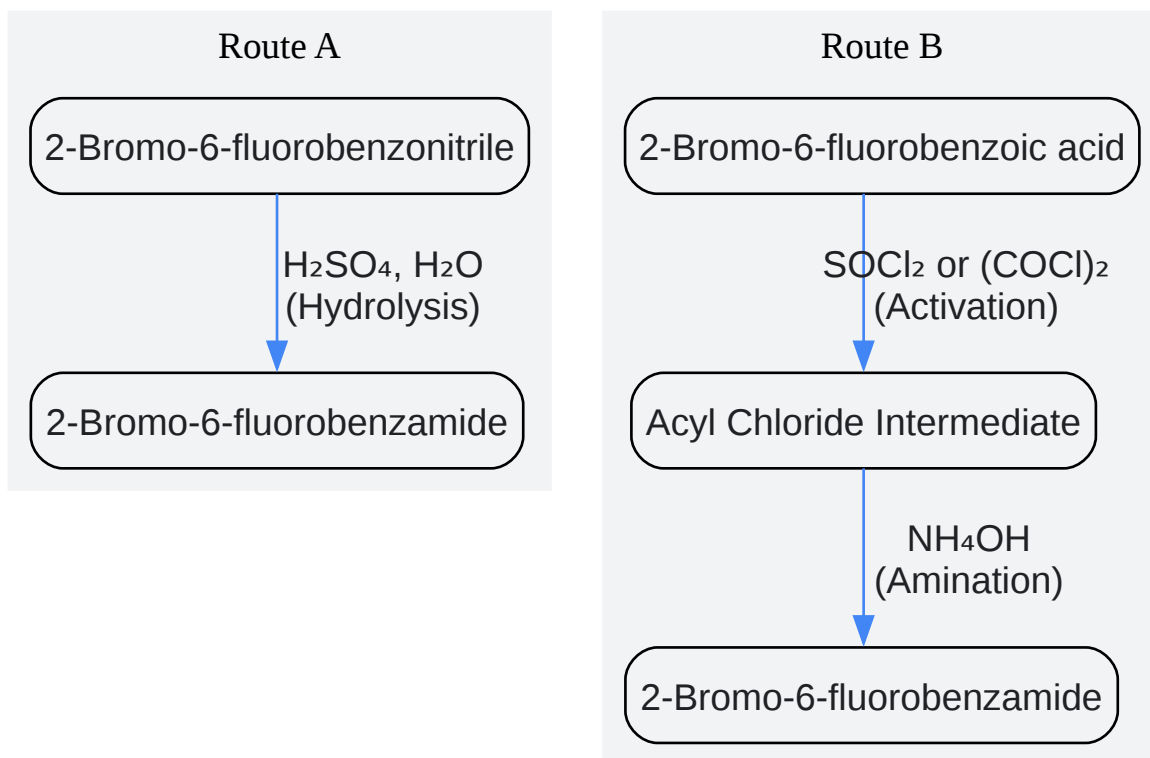 Route A
2-Bromo-6-fluorobenzonitrile
H₂SO₄, H₂O
(Hydrolysis)
2-Bromo-6-fluorobenzamide
Route B
2-Bromo-6-fluorobenzoic acid
SOCl₂ or (COCl)₂
(Activation)
Acyl Chloride Intermediate
NH₄OH
(Amination)
2-Bromo-6-fluorobenzamide